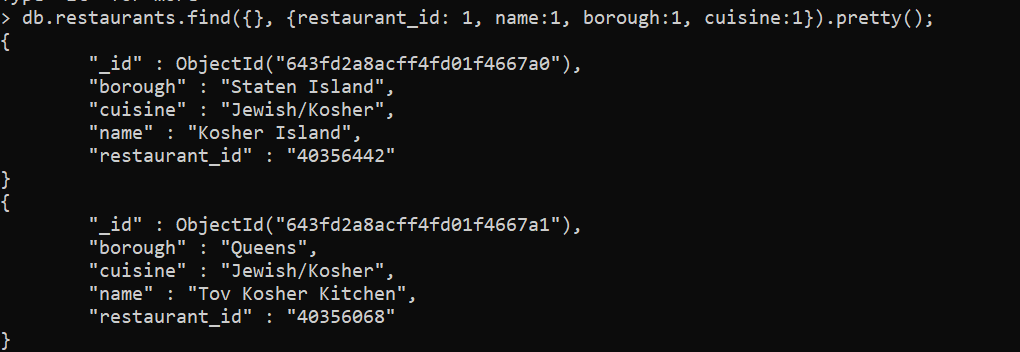 > db.restaurants.find({}, {restaurant_id: 1, name:1, borough:1, cuisine:1}).pretty();
{
        "_id" : ObjectId("643fd2a8acff4fd01f4667a0"),
        "borough" : "Staten Island",
        "cuisine" : "Jewish/Kosher",
        "name" : "Kosher Island",
        "restaurant_id" : "40356442"
}
{
        "_id" : ObjectId("643fd2a8acff4fd01f4667a1"),
        "borough" : "Queens",
        "cuisine" : "Jewish/Kosher",
        "name" : "Tov Kosher Kitchen",
        "restaurant_id" : "40356068"
}